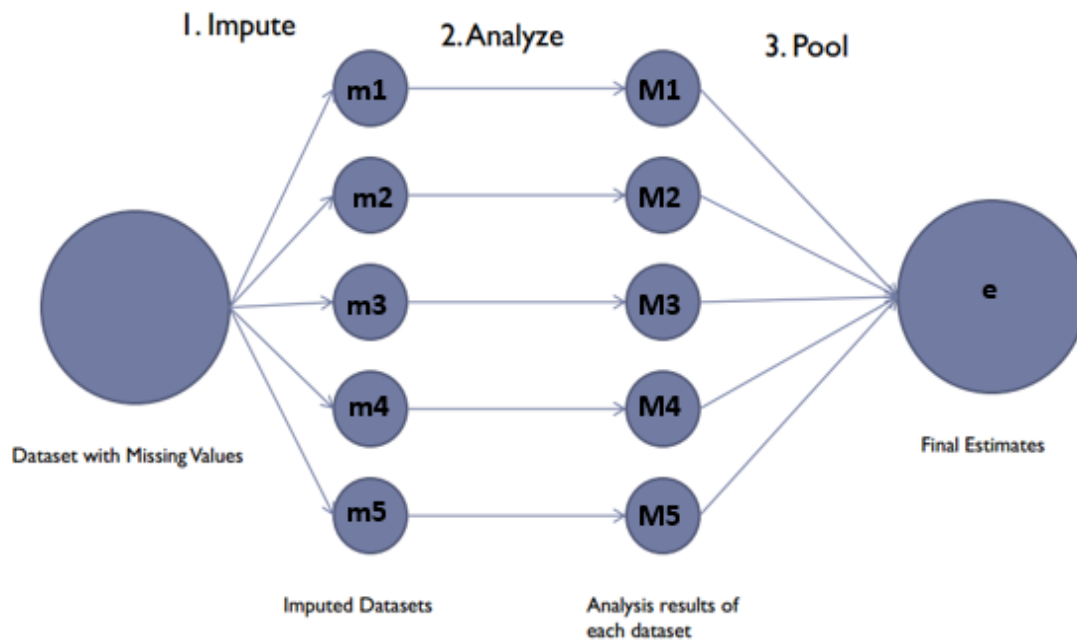 1. Impute
2. Analyze
3. Pool
m1
M1
m2
M2
m3
M3
e
m4
M4
Dataset with Missing Values
Final Estimates
m5
M5
Imputed Datasets
Analysis results of
each dataset